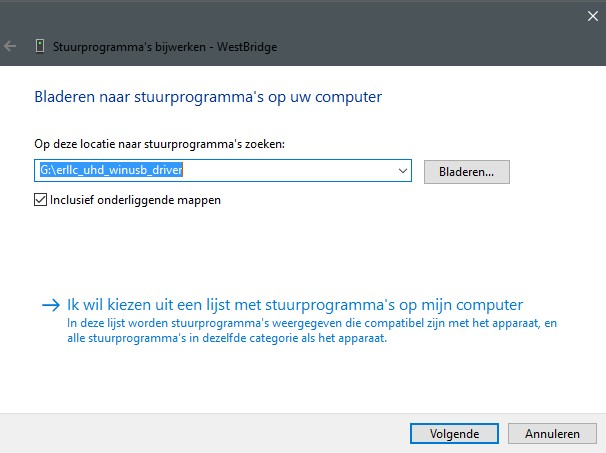 Stuurprogramma's bijwerken - WestBridge
Bladeren naar stuurprogramma's op uw computer
Op deze locatie naar stuurprogramma's zoeken:
G:\erllc_uhd_winusb_driver
Bladeren...
Inclusief onderliggende mappen
Ik wil kiezen uit een lijst met stuurprogramma's op mijn computer
In deze lijst worden stuurprogramma's weergegeven die compatibel zijn met het apparaat, en
alle stuurprogramma's in dezelfde categorie als het apparaat.
Volgende
Annuleren